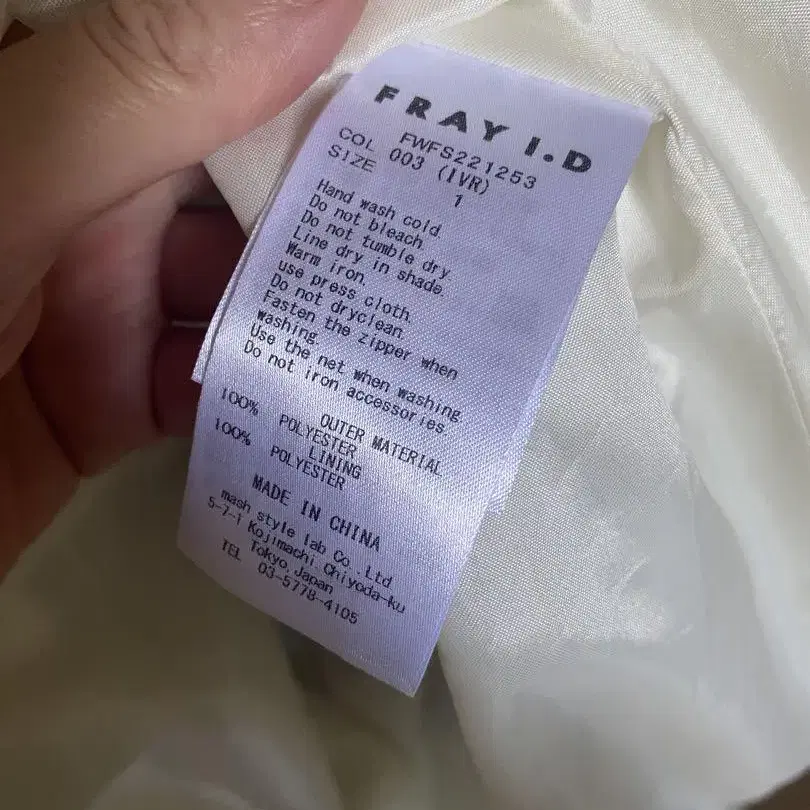 FRAY I.D
FWFS221253
COL 003 (IVR)
SIZE 1
Hand wash cold.
Do not bleach.
Do not tumble dry.
Line dry in shade.
Warm iron.
use press cloth.
Do not dryclean.
Fasten the zipper when
washing.
Use the net when washing.
Do not iron accessories.
OUTER MATERIAL
100% POLYESTER
LINING
100% POLYESTER
MADE IN CHINA
mash style lab Co.,Ltd
5-7-1 Kojimachi Chiyoda-ku
Tokyo,Japan
TEL 03-5778-4105